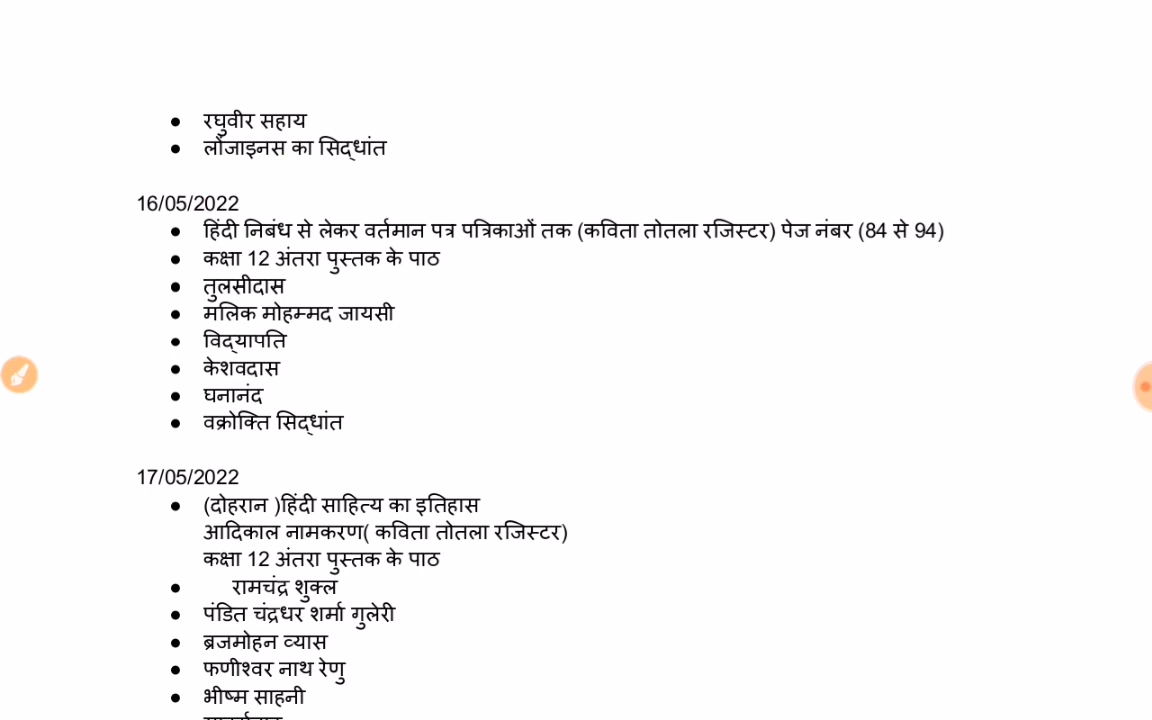 ● रघुवीर सहाय
● लोंजाइनस का सिद्धांत
16/05/2022
● हिंदी निबंध से लेकर वर्तमान पत्र पत्रिकाओं तक (कविता तोतला रजिस्टर) पेज नंबर (84 से 94)
● कक्षा 12 अंतरा पुस्तक के पाठ
● तुलसीदास
● मलिक मोहम्मद जायसी
● विद्यापति
● केशवदास
● घनानंद
● वक्रोक्ति सिद्धांत
17/05/2022
● (दोहरान )हिंदी साहित्य का इतिहास
आदिकाल नामकरण( कविता तोतला रजिस्टर)
कक्षा 12 अंतरा पुस्तक के पाठ
● रामचंद्र शुक्ल
● पंडित चंद्रधर शर्मा गुलेरी
● ब्रजमोहन व्यास
● फणीश्वर नाथ रेणु
● भीष्म साहनी